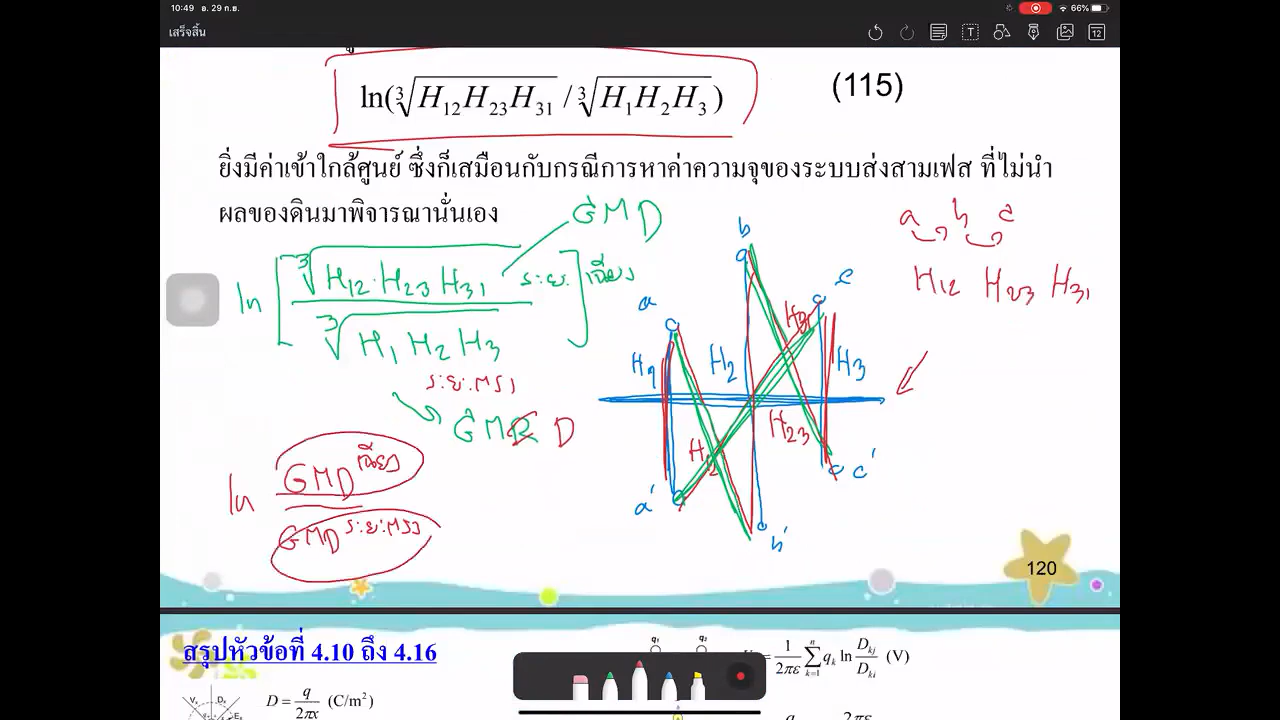 10:49 อ. 29 ก.ย.
66%
เสร็จสิ้น
ln(∛H₁₂H₂₃H₃₁ / ∛H₁H₂H₃)
(115)
ยิ่งมีค่าเข้าใกล้ศูนย์ ซึ่งก็เสมือนกับกรณีการหาค่าความจุของระบบส่งสามเฟส ที่ไม่นำ
ผลของดินมาพิจารณานั่นเอง
GMD
ln [ ∛H₁₂·H₂₃ H₃₁ ระยะ / ∛H₁ H₂ H₃ ] เฉียง
ระยะตรง
GMR D
ln GMD เฉียง
GMD ระยะตรง
a b c
H₁₂ H₂₃ H₃₁
b
a
c
H₃₁
H₁
H₂
H₃
H₂₃
H₁₂
c'
a'
b'
120
สรุปหัวข้อที่ 4.10 ถึง 4.16
q₁ q₂
= 1/2πε ∑ₖ₌₁ⁿ qₖ ln Dₖⱼ/Dₖᵢ (V)
D = q/2πx (C/m²)
2πε